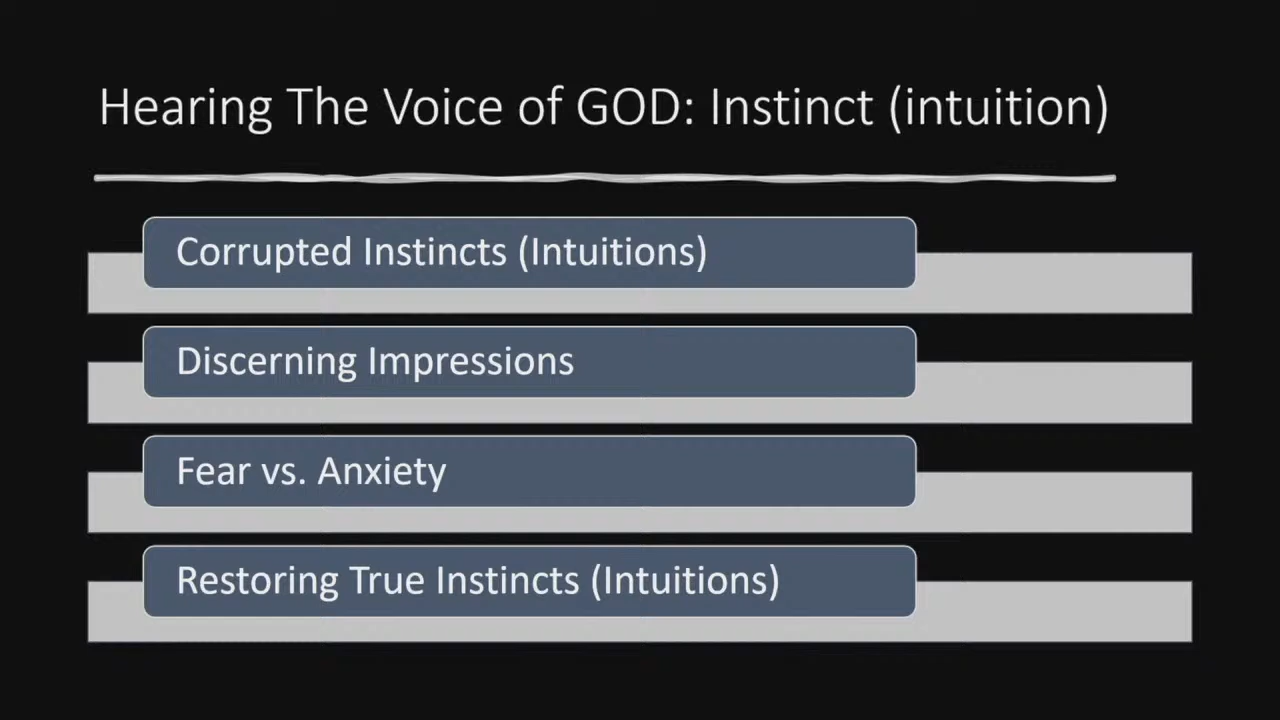 Hearing The Voice of GOD: Instinct (intuition)
Corrupted Instincts (Intuitions)
Discerning Impressions
Fear vs. Anxiety
Restoring True Instincts (Intuitions)